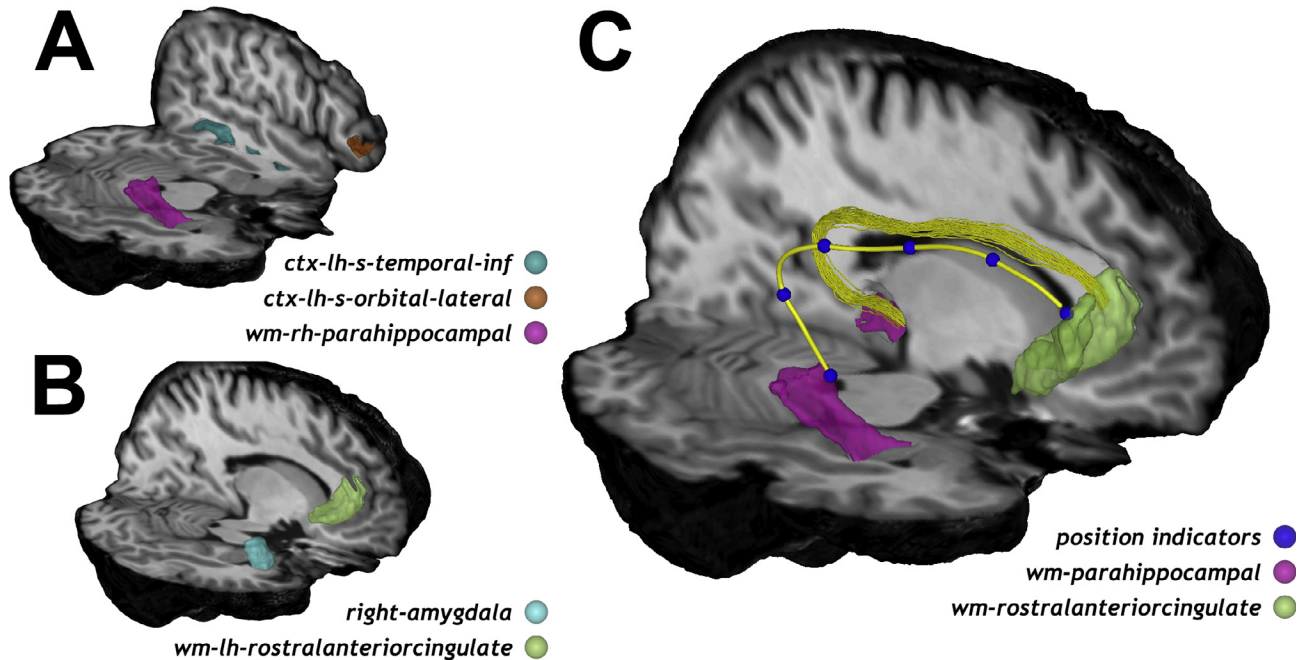 A
ctx-lh-s-temporal-inf
ctx-lh-s-orbital-lateral
wm-rh-parahippocampal
B
right-amygdala
wm-lh-rostralanteriorcingulate
C
position indicators
wm-parahippocampal
wm-rostralanteriorcingulate